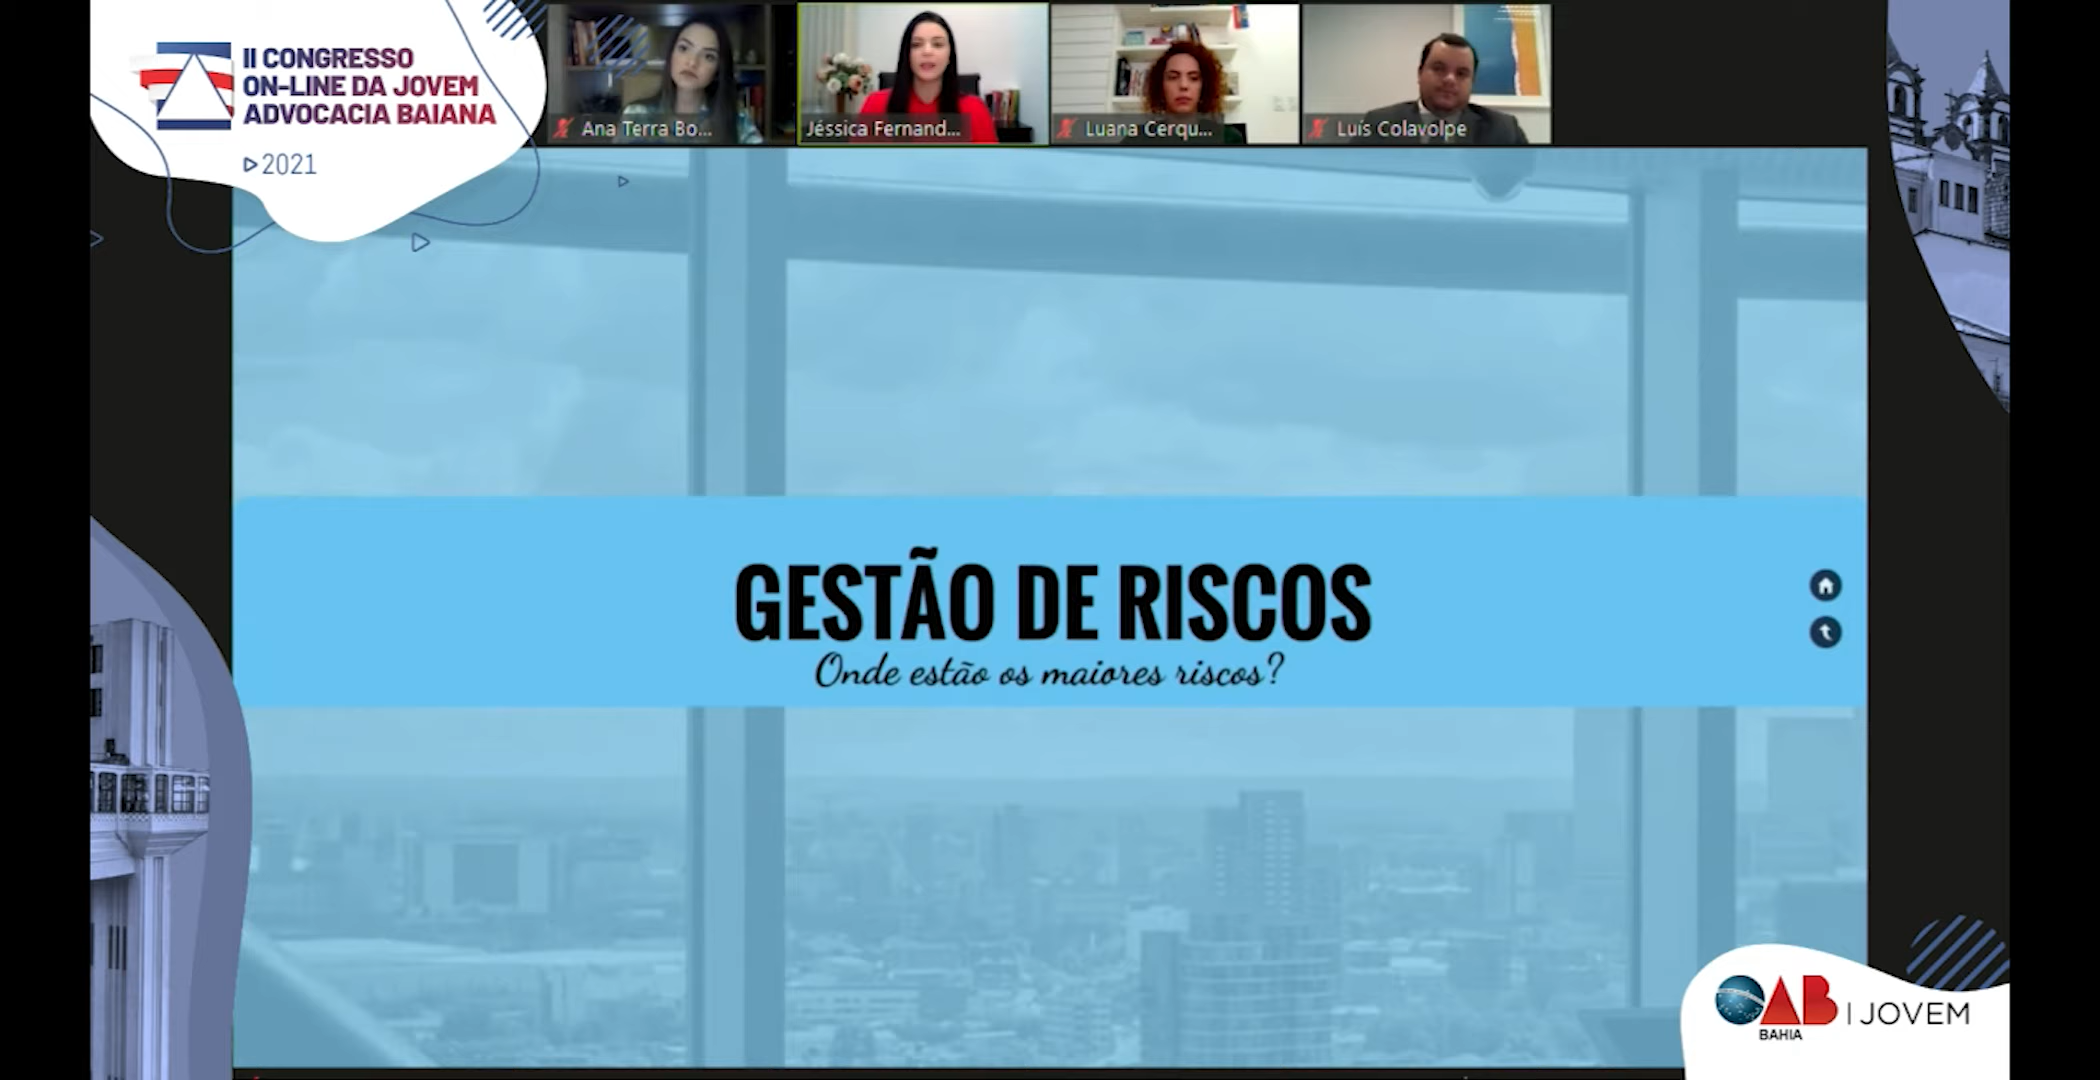 II CONGRESSO
ON-LINE DA JOVEM
ADVOCACIA BAIANA
2021
Ana Terra Bo...
Jéssica Fernand...
Luana Cerqu...
Luís Colavolpe
GESTÃO DE RISCOS
Onde estão os maiores riscos?
OAB | JOVEM
BAHIA